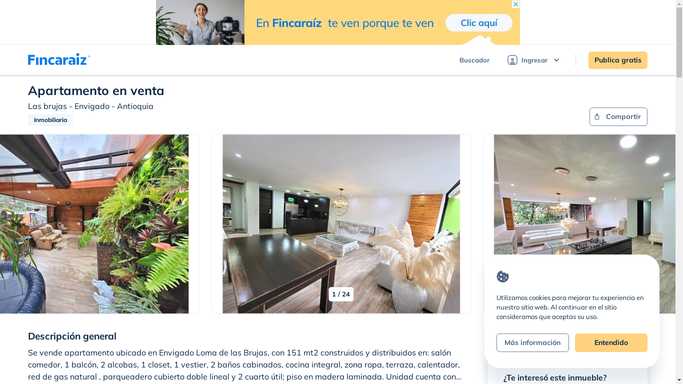 En Fincaraíz te ven porque te ven
Clic aquí
Fincaraiz
Buscador
Ingresar
Publica gratis
Apartamento en venta
Las brujas - Envigado - Antioquia
Inmobiliaria
Compartir
1 / 24
Descripción general
Se vende apartamento ubicado en Envigado Loma de las Brujas, con 151 mt2 construidos y distribuidos en: salón
comedor, 1 balcón, 2 alcobas, 1 closet, 1 vestier, 2 baños cabinados, cocina integral, zona ropa, terraza, calentador,
red de gas natural , parqueadero cubierto doble lineal y 2 cuarto útil; piso en madera laminada. Unidad cuenta con...
Utilizamos cookies para mejorar tu experiencia en
nuestro sitio web. Al continuar en el sitio
consideramos que aceptas su uso.
Más información
Entendido
¿Te interesó este inmueble?